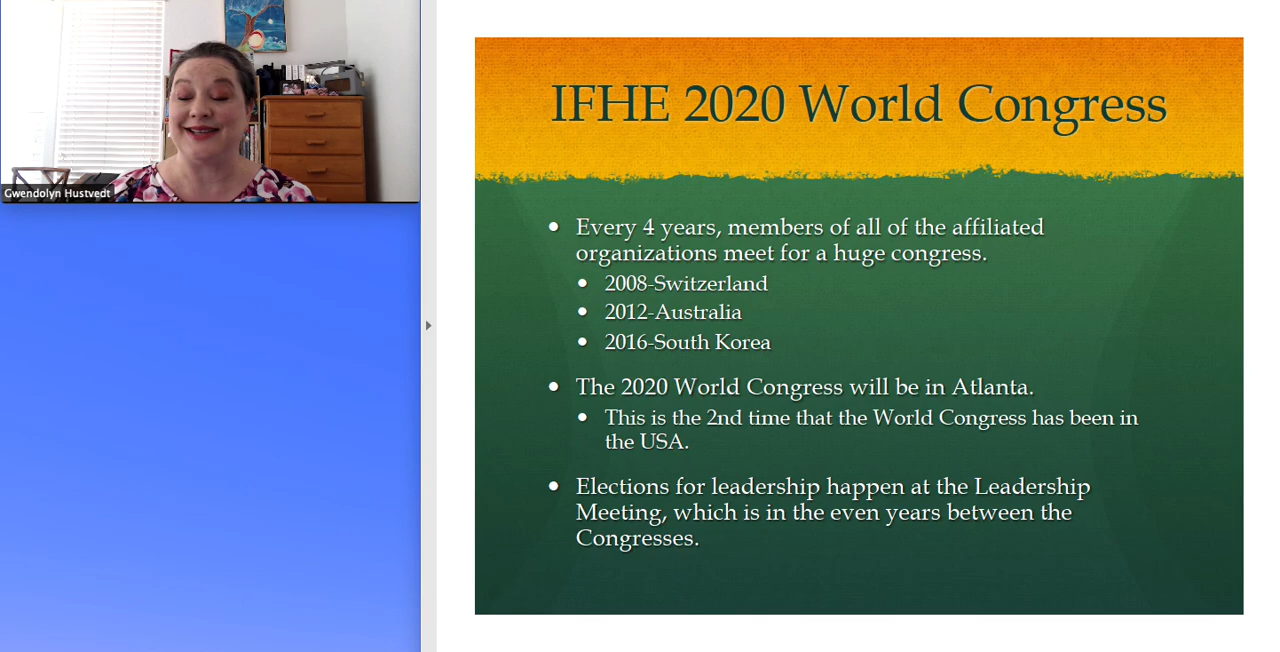 Gwendolyn Hustvedt
IFHE 2020 World Congress
• Every 4 years, members of all of the affiliated
organizations meet for a huge congress.
• 2008-Switzerland
• 2012-Australia
• 2016-South Korea
• The 2020 World Congress will be in Atlanta.
• This is the 2nd time that the World Congress has been in
the USA.
• Elections for leadership happen at the Leadership
Meeting, which is in the even years between the
Congresses.